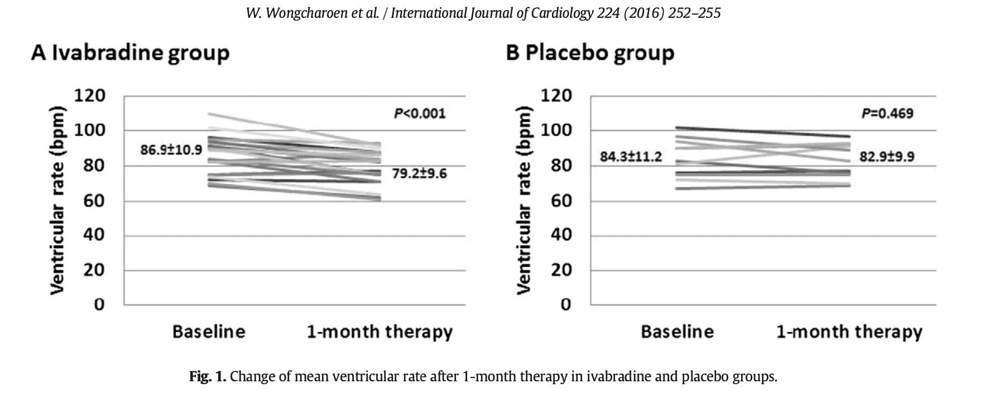 W. Wongcharoen et al. / International Journal of Cardiology 224 (2016) 252–255
A Ivabradine group
Ventricular rate (bpm)
120
100
80
60
40
20
0
86.9±10.9
P<0.001
79.2±9.6
Baseline
1-month therapy
B Placebo group
Ventricular rate (bpm)
120
100
80
60
40
20
0
84.3±11.2
P=0.469
82.9±9.9
Baseline
1-month therapy
Fig. 1. Change of mean ventricular rate after 1-month therapy in ivabradine and placebo groups.